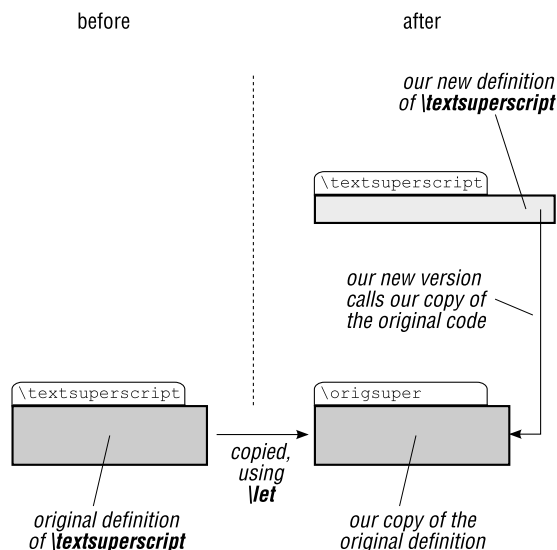 before
after
our new definition
of \textsuperscript
\textsuperscript
our new version
calls our copy of
the original code
\textsuperscript
\origsuper
copied,
using
\let
original definition
of \textsuperscript
our copy of the
original definition